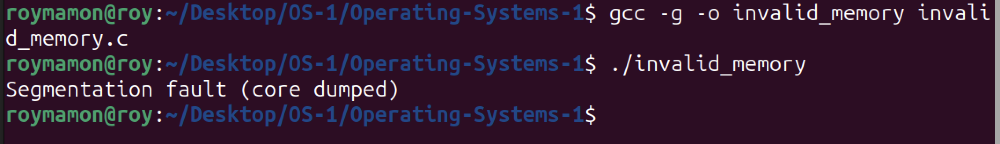 roymamon@roy:~/Desktop/OS-1/Operating-Systems-1$ gcc -g -o invalid_memory invali
d_memory.c
roymamon@roy:~/Desktop/OS-1/Operating-Systems-1$ ./invalid_memory
Segmentation fault (core dumped)
roymamon@roy:~/Desktop/OS-1/Operating-Systems-1$